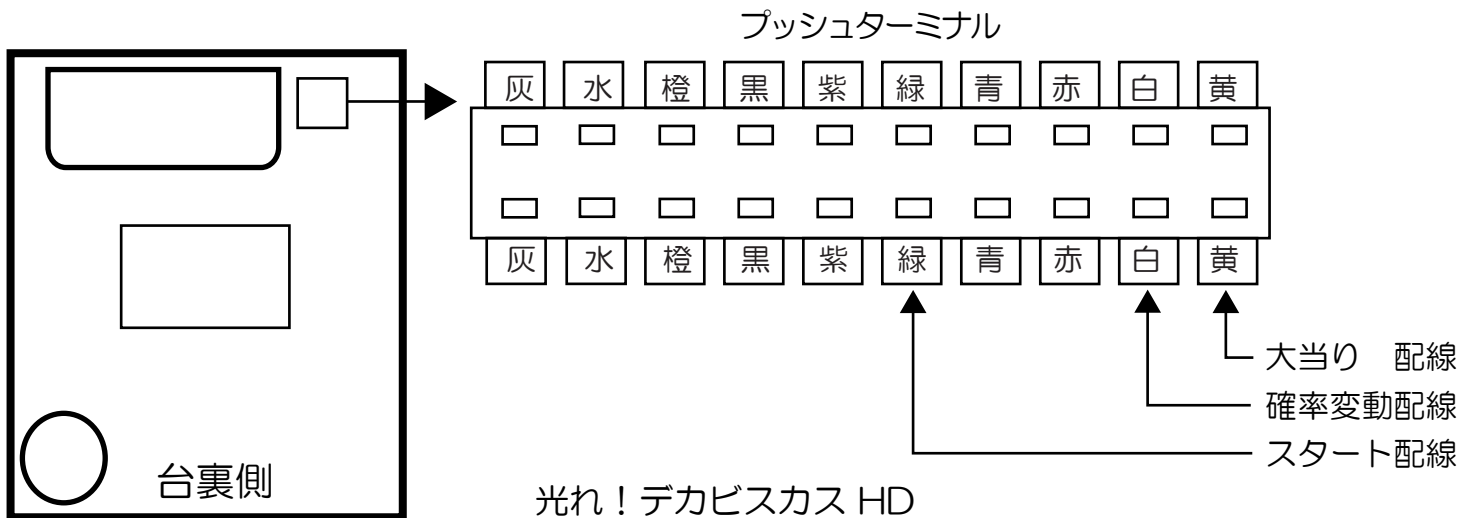 プッシュターミナル
灰 水 橙 黒 紫 緑 青 赤 白 黄
灰 水 橙 黒 紫 緑 青 赤 白 黄
大当り　配線
確率変動配線
スタート配線
台裏側
光れ！デカビスカス HD